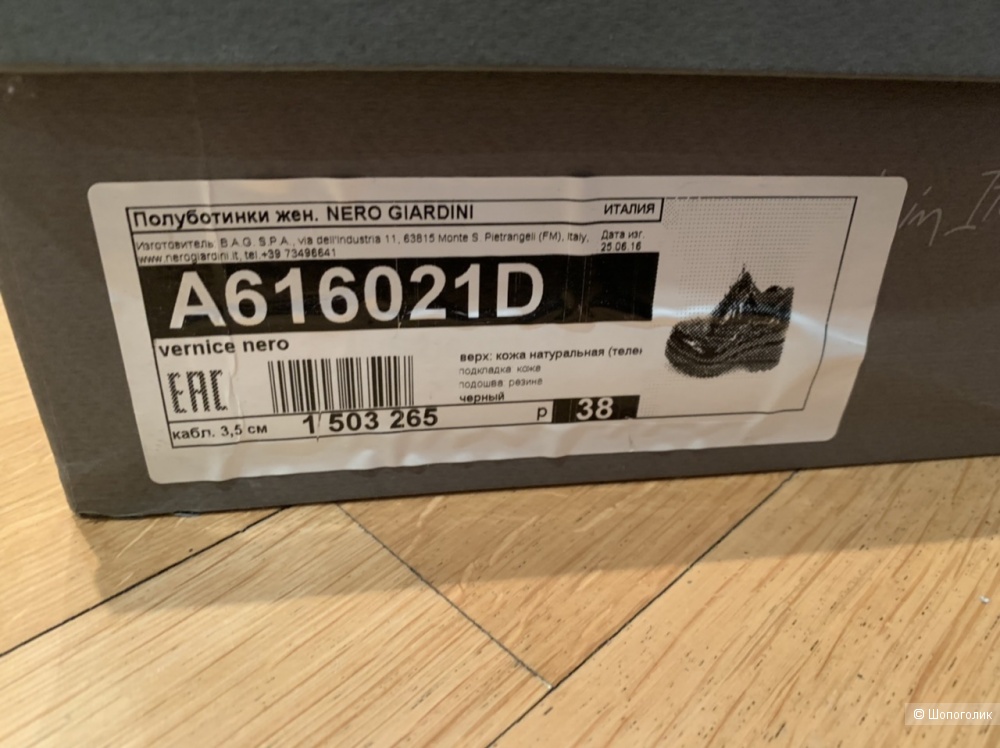 Полуботинки жен. NERO GIARDINI
ИТАЛИЯ
Изготовитель: B.A.G. S.P.A., via dell'industria 11, 63815 Monte S. Pietrangeli (FM), Italy,
www.nerogiardini.it, tel.+39 73496641
Дата изг.
25.06.16
A616021D
vernice nero
EAC
верх: кожа натуральная
подкладка кожа
подошва резина
черный
кабл. 3,5 см
1 503 265
р 38
in
© Шопоголик